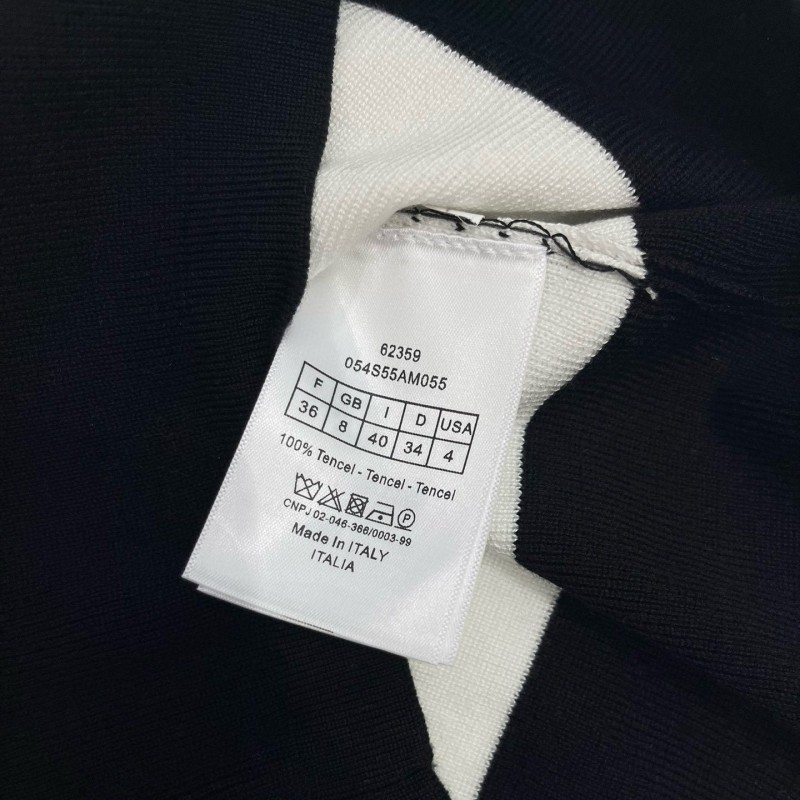 62359
054S55AM055
F GB I D USA
36 8 40 34 4
100% Tencel - Tencel - Tencel
P
CNPJ 02-046-366/0003-99
Made In ITALY
ITALIA